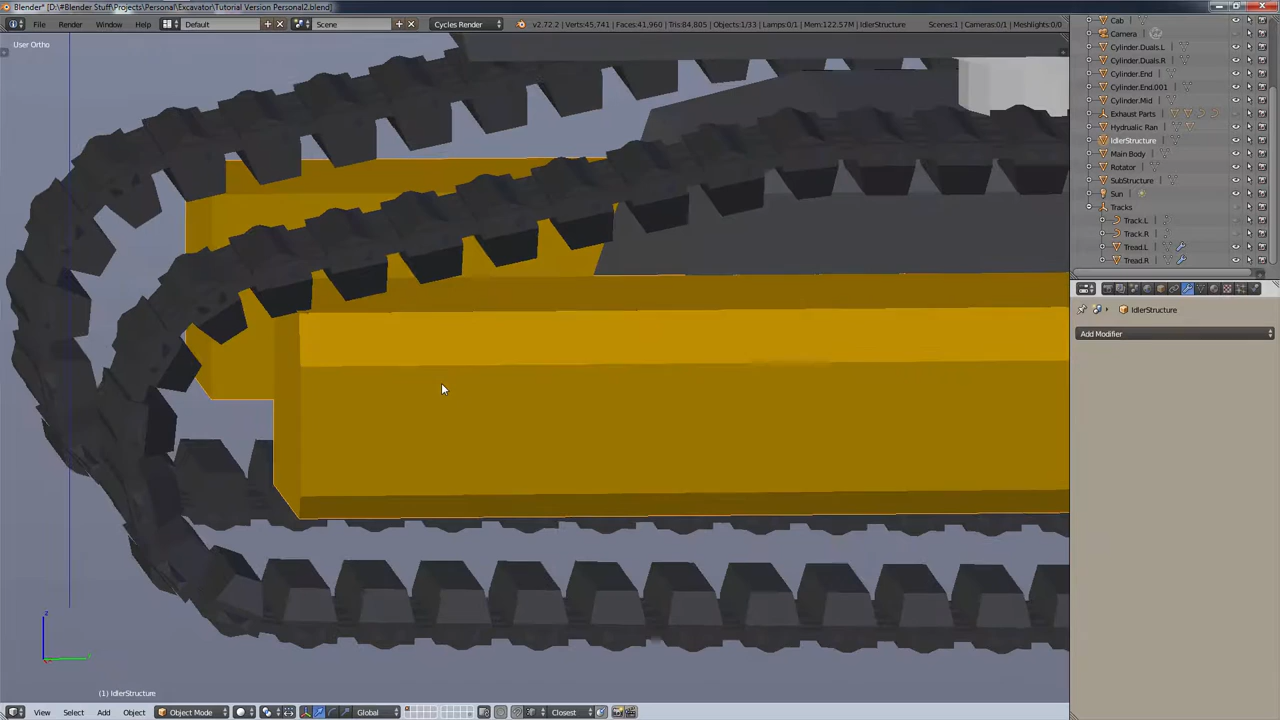 Blender* [D:\#Blender Stuff\Projects\Personal\Excavator\Tutorial Version Personal2.blend]
File Render Window Help Default Scene Cycles Render v2.72.2 | Verts:45,741 | Faces:41,960 | Tris:84,805 | Objects:1/33 | Lamps:0/1 | Mem:122.57M | IdlerStructure Scenes:1 | Cameras:0/1 | Meshlights:0/0
User Ortho
Cab
Camera
Cylinder.Duals.L
Cylinder.Duals.R
Cylinder.End
Cylinder.End.001
Cylinder.Mid
Exhaust Parts
Hydrualic Ran
IdlerStructure
Main Body
Rotator
SubStructure
Sun
Tracks
Track.L
Track.R
Tread.L
Tread.R
IdlerStructure
Add Modifier
z
(1) IdlerStructure
View Select Add Object Object Mode Global Closest